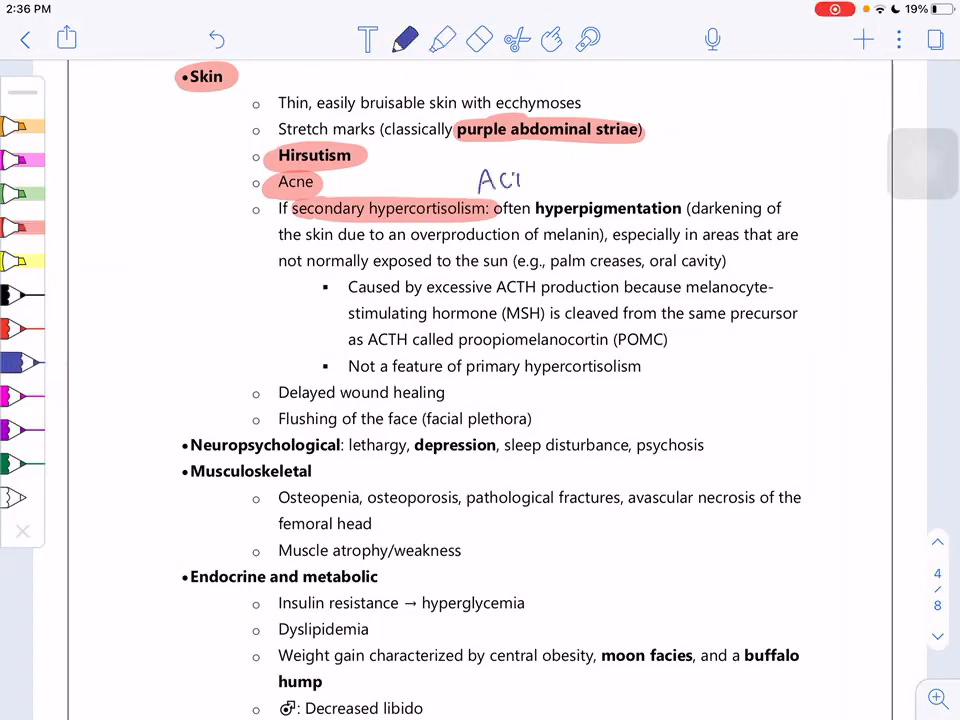 2:36 PM
19%
T
•Skin
o Thin, easily bruisable skin with ecchymoses
o Stretch marks (classically purple abdominal striae)
o Hirsutism
o Acne
ACT
o If secondary hypercortisolism: often hyperpigmentation (darkening of
the skin due to an overproduction of melanin), especially in areas that are
not normally exposed to the sun (e.g., palm creases, oral cavity)
▪ Caused by excessive ACTH production because melanocyte-
stimulating hormone (MSH) is cleaved from the same precursor
as ACTH called proopiomelanocortin (POMC)
▪ Not a feature of primary hypercortisolism
o Delayed wound healing
o Flushing of the face (facial plethora)
•Neuropsychological: lethargy, depression, sleep disturbance, psychosis
•Musculoskeletal
o Osteopenia, osteoporosis, pathological fractures, avascular necrosis of the
femoral head
o Muscle atrophy/weakness
•Endocrine and metabolic
o Insulin resistance → hyperglycemia
o Dyslipidemia
o Weight gain characterized by central obesity, moon facies, and a buffalo
hump
o ⚣: Decreased libido
4
/
8